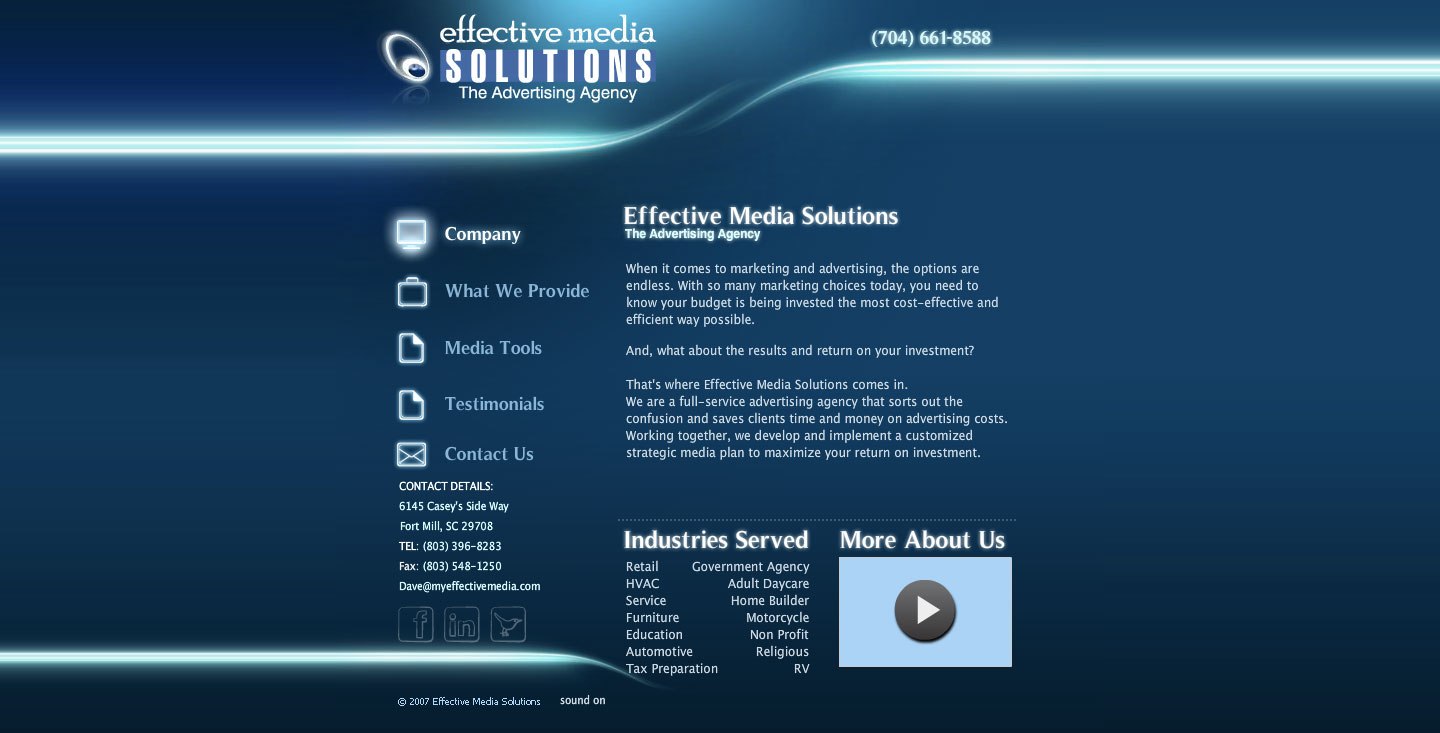 effective media
SOLUTIONS
The Advertising Agency
(704) 661-8588
Company
What We Provide
Media Tools
Testimonials
Contact Us
CONTACT DETAILS:
6145 Casey's Side Way
Fort Mill, SC 29708
TEL: (803) 396-8283
Fax: (803) 548-1250
Dave@myeffectivemedia.com
f
in
Effective Media Solutions
The Advertising Agency
When it comes to marketing and advertising, the options are
endless. With so many marketing choices today, you need to
know your budget is being invested the most cost-effective and
efficient way possible.
And, what about the results and return on your investment?
That's where Effective Media Solutions comes in.
We are a full-service advertising agency that sorts out the
confusion and saves clients time and money on advertising costs.
Working together, we develop and implement a customized
strategic media plan to maximize your return on investment.
Industries Served
Retail Government Agency
HVAC Adult Daycare
Service Home Builder
Furniture Motorcycle
Education Non Profit
Automotive Religious
Tax Preparation RV
More About Us
© 2007 Effective Media Solutions
sound on